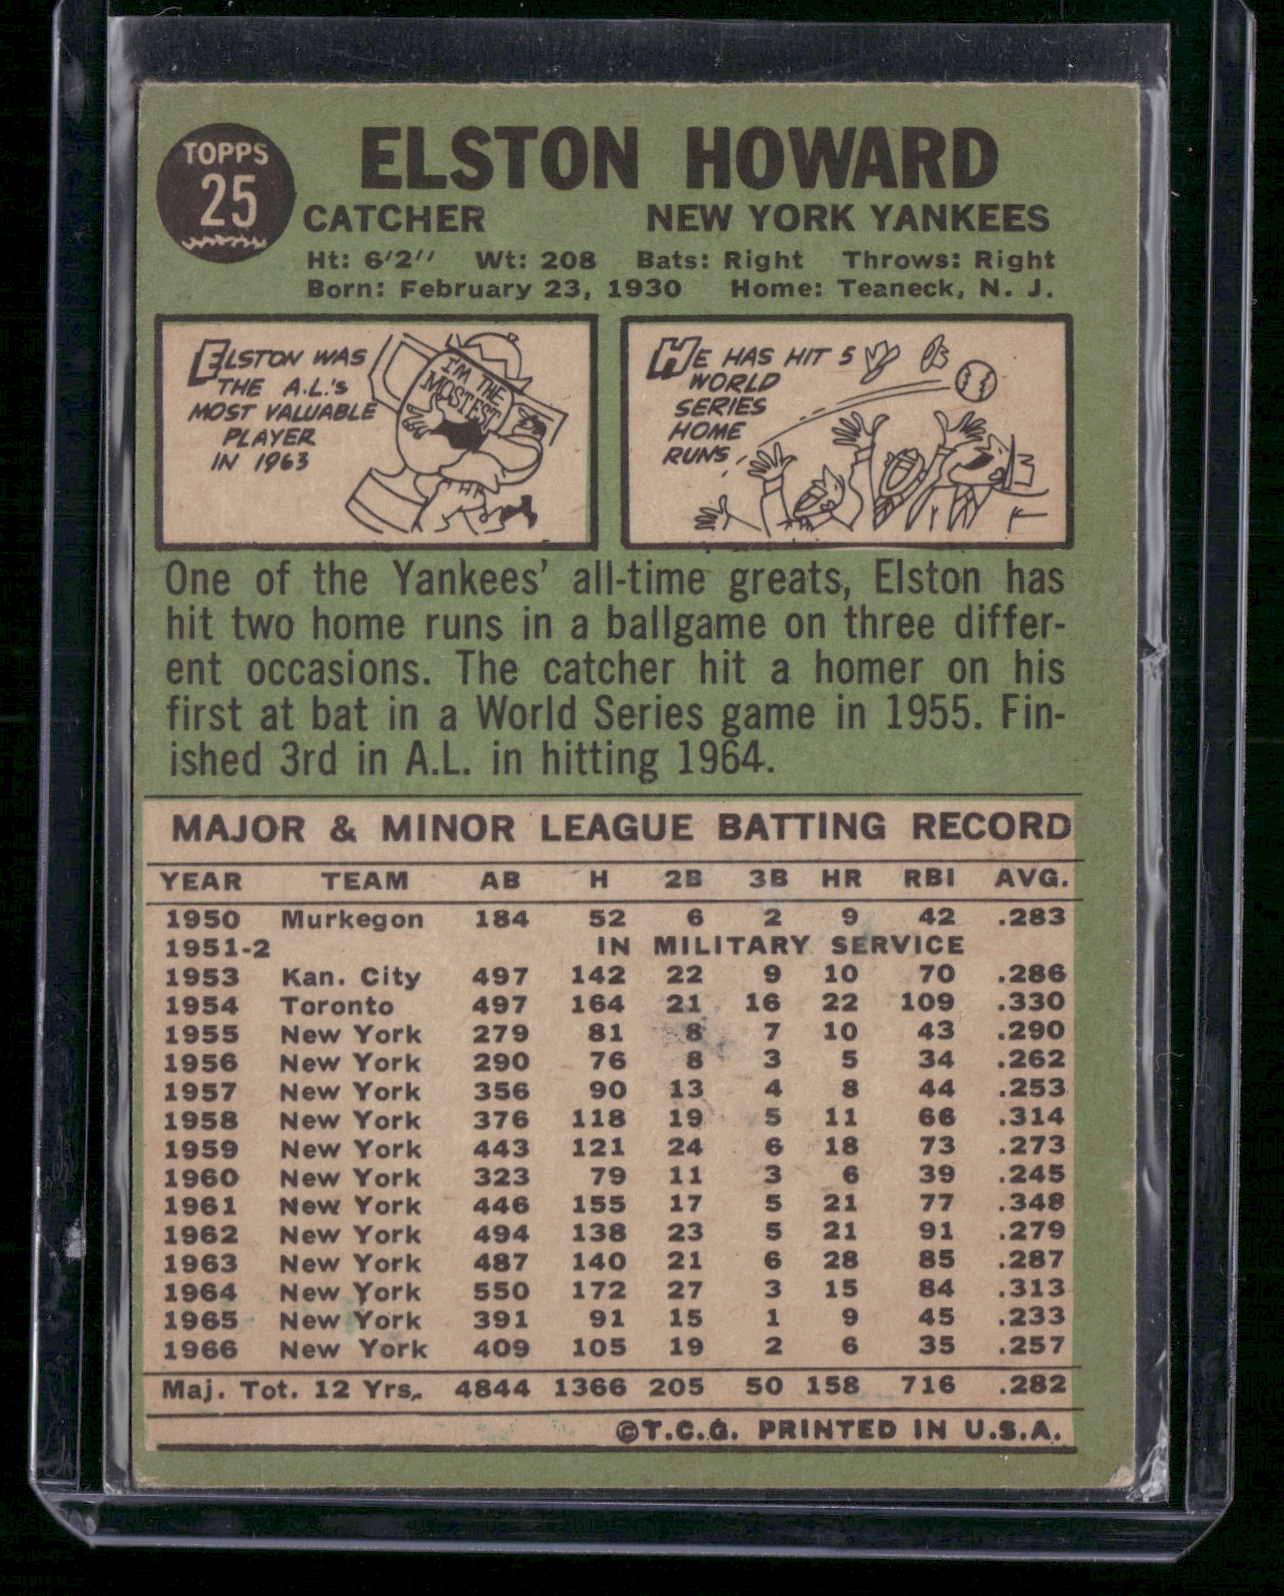 TOPPS
25
ELSTON HOWARD
CATCHER NEW YORK YANKEES
Ht: 6'2'' Wt: 208 Bats: Right Throws: Right
Born: February 23, 1930 Home: Teaneck, N. J.
ELSTON WAS
THE A.L.'s
MOST VALUABLE
PLAYER
IN 1963
I'M THE
MOSTEST
HE HAS HIT 5
WORLD
SERIES
HOME
RUNS
One of the Yankees' all-time greats, Elston has
hit two home runs in a ballgame on three differ-
ent occasions. The catcher hit a homer on his
first at bat in a World Series game in 1955. Fin-
ished 3rd in A.L. in hitting 1964.
MAJOR & MINOR LEAGUE BATTING RECORD
YEAR TEAM AB H 2B 3B HR RBI AVG.
1950 Murkegon 184 52 6 2 9 42 .283
1951-2 IN MILITARY SERVICE
1953 Kan. City 497 142 22 9 10 70 .286
1954 Toronto 497 164 21 16 22 109 .330
1955 New York 279 81 8 7 10 43 .290
1956 New York 290 76 8 3 5 34 .262
1957 New York 356 90 13 4 8 44 .253
1958 New York 376 118 19 5 11 66 .314
1959 New York 443 121 24 6 18 73 .273
1960 New York 323 79 11 3 6 39 .245
1961 New York 446 155 17 5 21 77 .348
1962 New York 494 138 23 5 21 91 .279
1963 New York 487 140 21 6 28 85 .287
1964 New York 550 172 27 3 15 84 .313
1965 New York 391 91 15 1 9 45 .233
1966 New York 409 105 19 2 6 35 .257
Maj. Tot. 12 Yrs. 4844 1366 205 50 158 716 .282
©T.C.G. PRINTED IN U.S.A.